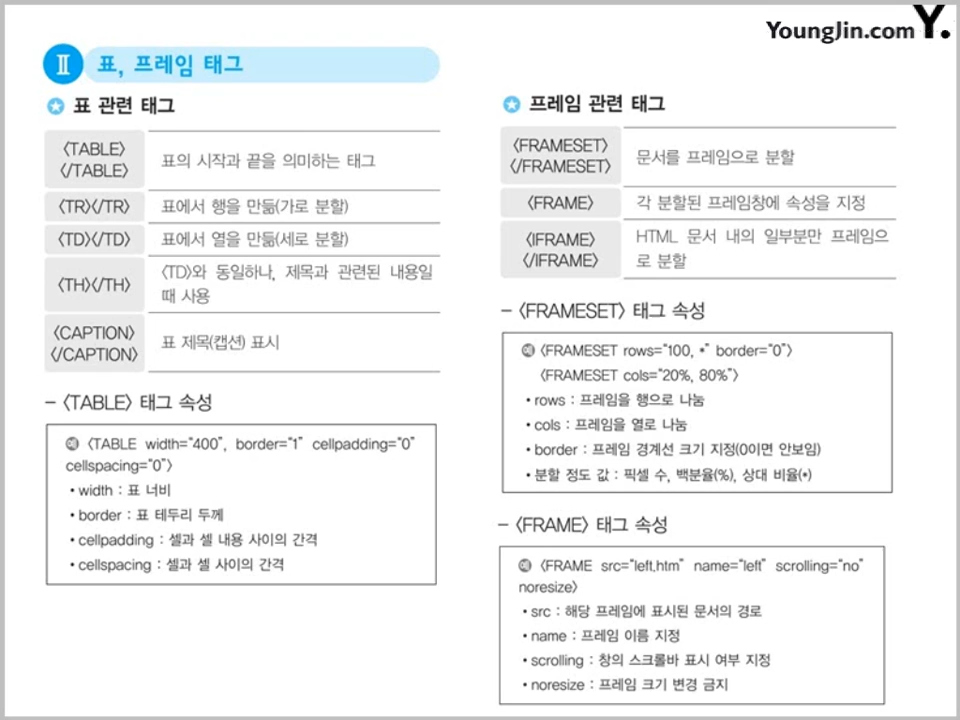 YoungJin.com Y.
Ⅱ 표, 프레임 태그
표 관련 태그
〈TABLE〉
〈/TABLE〉
표의 시작과 끝을 의미하는 태그
〈TR〉〈/TR〉
표에서 행을 만듦(가로 분할)
〈TD〉〈/TD〉
표에서 열을 만듦(세로 분할)
〈TH〉〈/TH〉
〈TD〉와 동일하나, 제목과 관련된 내용일
때 사용
〈CAPTION〉
〈/CAPTION〉
표 제목(캡션) 표시
– 〈TABLE〉 태그 속성
예 〈TABLE width=“400”, border=“1” cellpadding=“0”
cellspacing=“0”〉
• width : 표 너비
• border : 표 테두리 두께
• cellpadding : 셀과 셀 내용 사이의 간격
• cellspacing : 셀과 셀 사이의 간격
프레임 관련 태그
〈FRAMESET〉
〈/FRAMESET〉
문서를 프레임으로 분할
〈FRAME〉
각 분할된 프레임창에 속성을 지정
〈IFRAME〉
〈/IFRAME〉
HTML 문서 내의 일부분만 프레임으
로 분할
– 〈FRAMESET〉 태그 속성
예 〈FRAMESET rows=“100, *” border=“0”〉
〈FRAMESET cols=“20%, 80%”〉
• rows : 프레임을 행으로 나눔
• cols : 프레임을 열로 나눔
• border : 프레임 경계선 크기 지정(0이면 안보임)
• 분할 정도 값 : 픽셀 수, 백분율(%), 상대 비율(*)
– 〈FRAME〉 태그 속성
예 〈FRAME src=“left.htm” name=“left” scrolling=“no”
noresize〉
• src : 해당 프레임에 표시된 문서의 경로
• name : 프레임 이름 지정
• scrolling : 창의 스크롤바 표시 여부 지정
• noresize : 프레임 크기 변경 금지